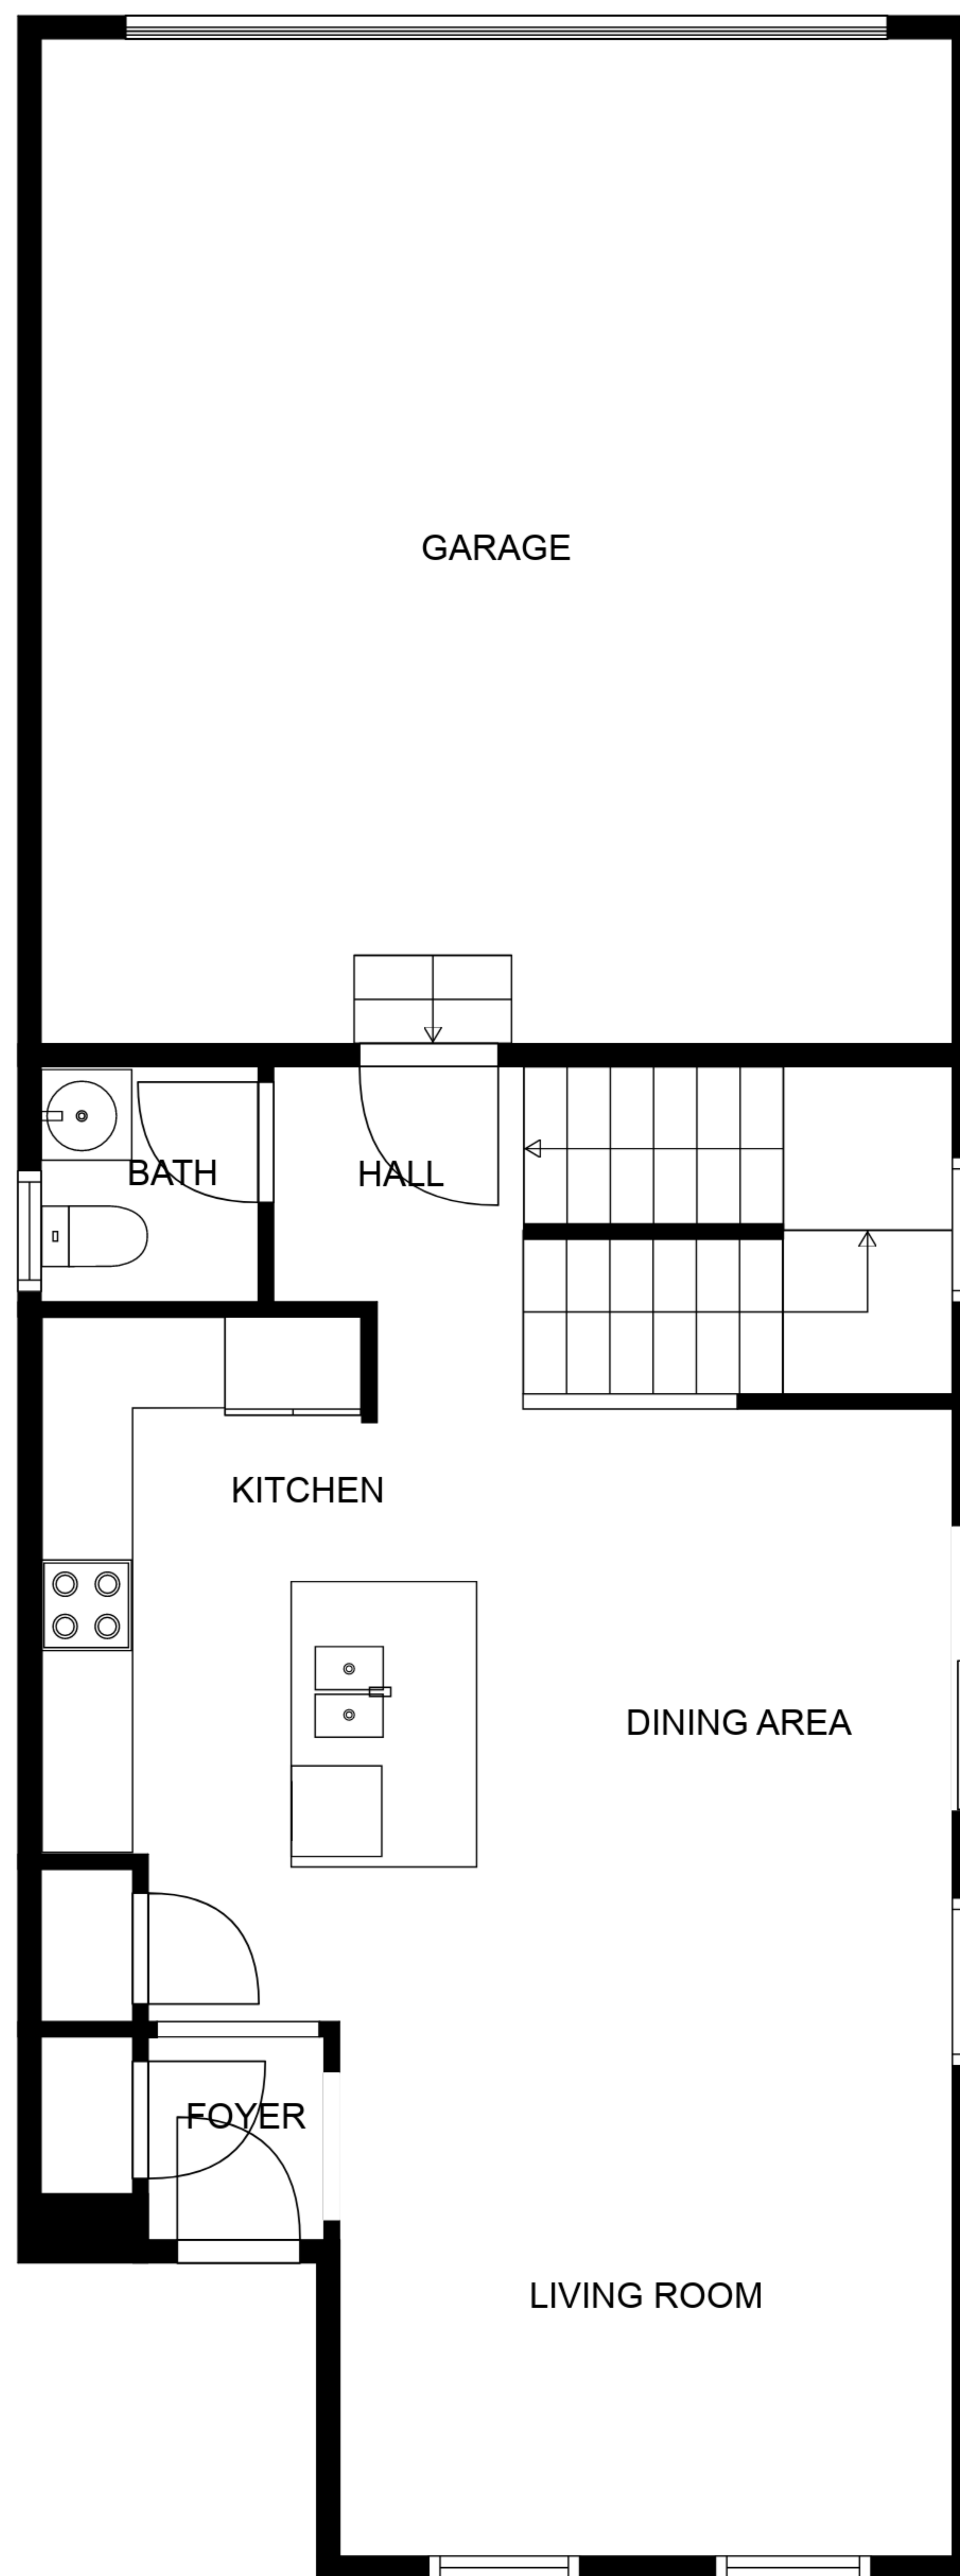 GARAGE
BATH
HALL
KITCHEN
DINING AREA
FOYER
LIVING ROOM